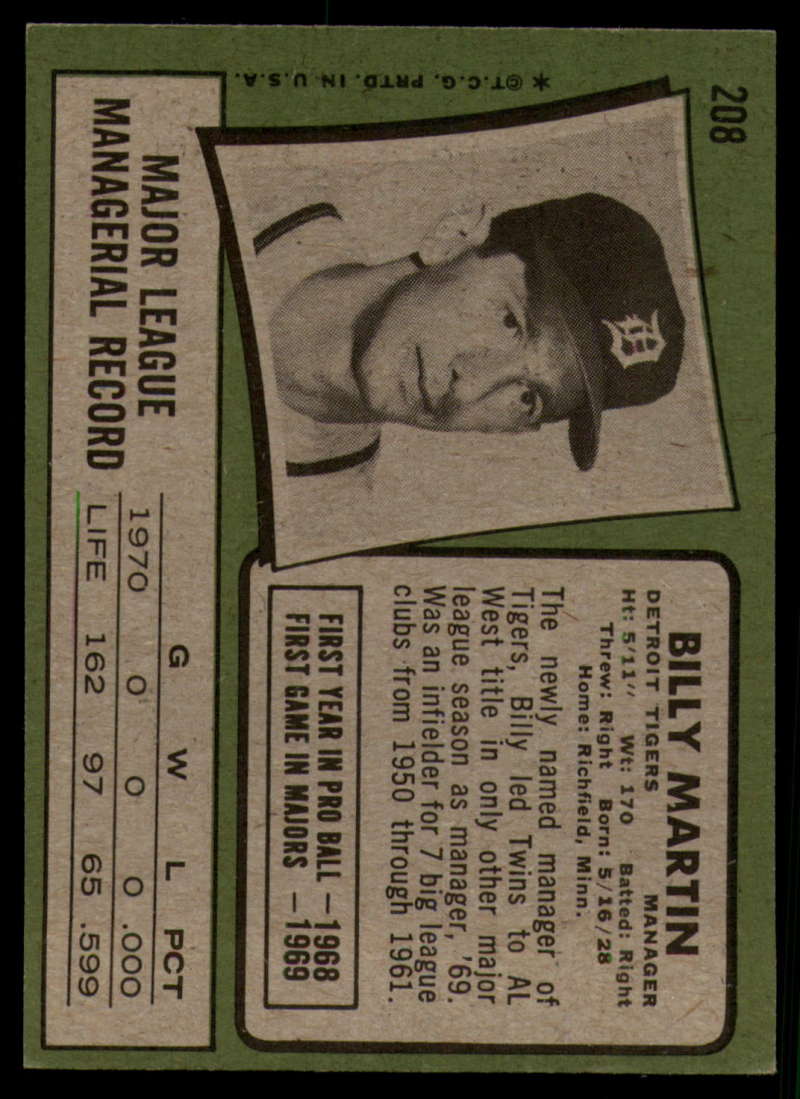 208
BILLY MARTIN
DETROIT TIGERS MANAGER
Ht: 5'11" Wt: 170 Batted: Right
Threw: Right Born: 5/16/28
Home: Richfield, Minn.
The newly named manager of
Tigers, Billy led Twins to AL
West title in only other major
league season as manager, '69.
Was an infielder for 7 big league
clubs from 1950 through 1961.
FIRST YEAR IN PRO BALL —1968
FIRST GAME IN MAJORS —1969
D
MAJOR LEAGUE
MANAGERIAL RECORD
G W L PCT
1970 0 0 0 .000
LIFE 162 97 65 .599
* ©T.C.G. PRTD. IN U.S.A.